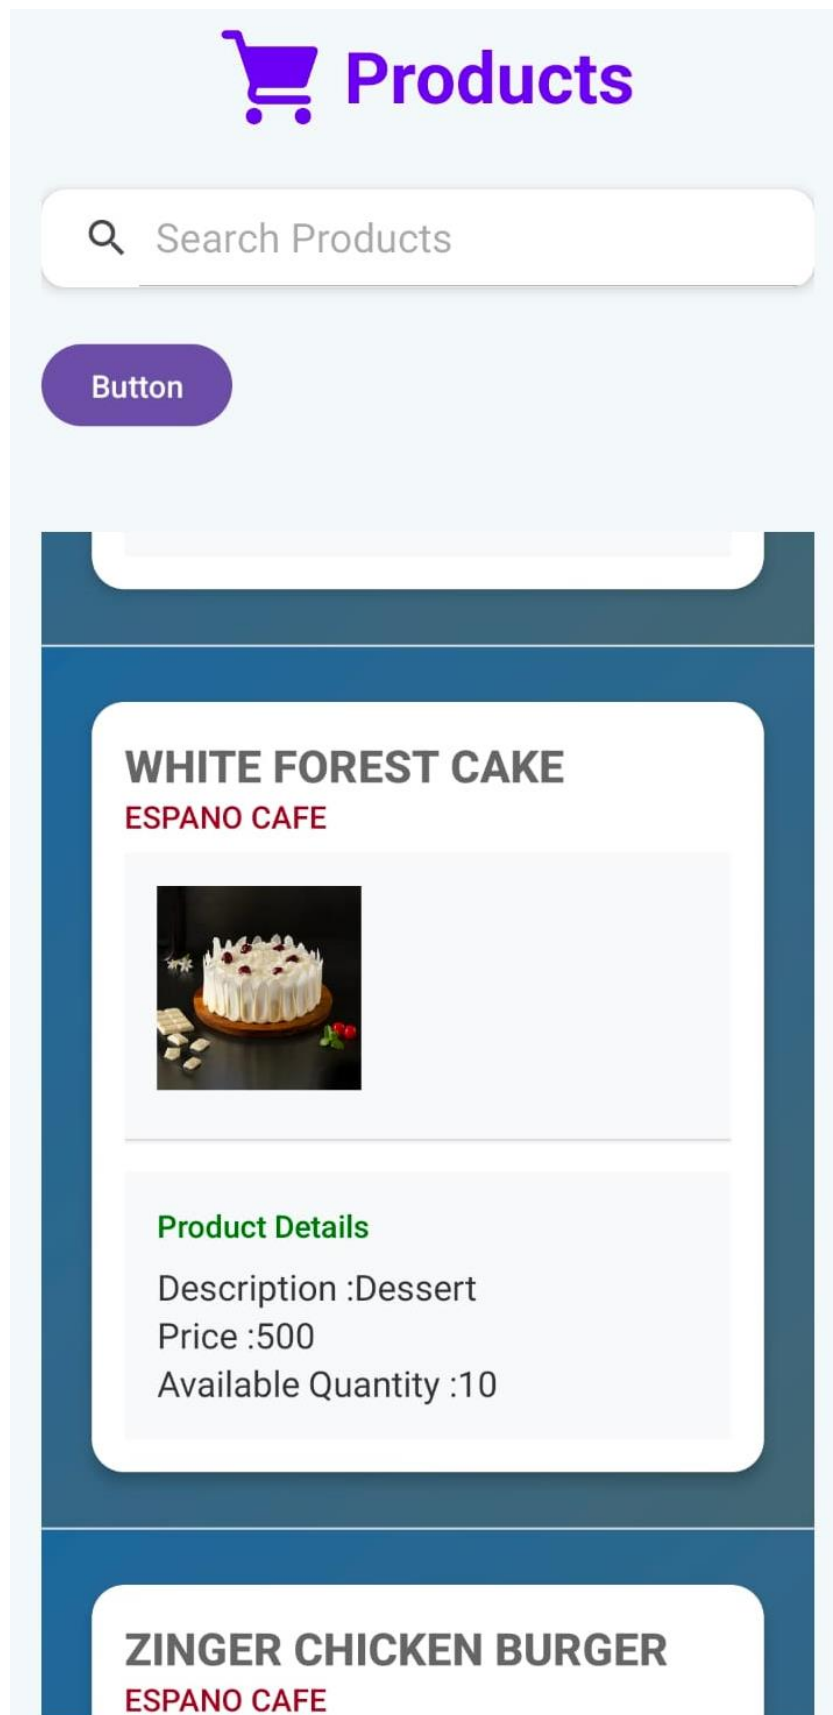 Products
Search Products
Button
WHITE FOREST CAKE
ESPANO CAFE
Product Details
Description :Dessert
Price :500
Available Quantity :10
ZINGER CHICKEN BURGER
ESPANO CAFE